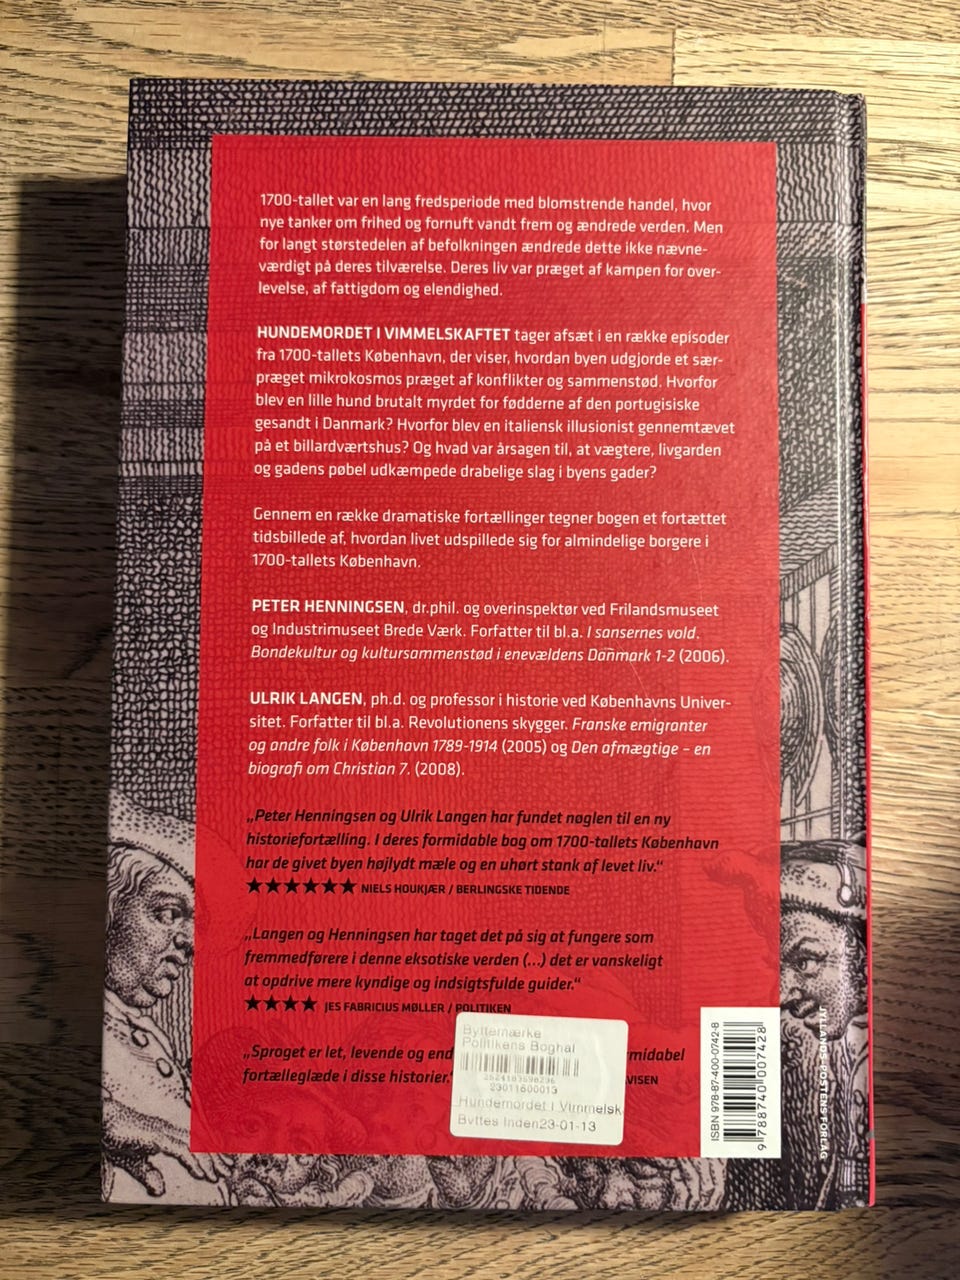 1700-tallet var en lang fredsperiode med blomstrende handel, hvor
nye tanker om frihed og fornuft vandt frem og ændrede verden. Men
for langt størstedelen af befolkningen ændrede dette ikke nævne-
værdigt på deres tilværelse. Deres liv var præget af kampen for over-
levelse, af fattigdom og elendighed.
HUNDEMORDET I VIMMELSKAFTET tager afsæt i en række episoder
fra 1700-tallets København, der viser, hvordan byen udgjorde et sær-
præget mikrokosmos præget af konflikter og sammenstød. Hvorfor
blev en lille hund brutalt myrdet for fødderne af den portugisiske
gesandt i Danmark? Hvorfor blev en italiensk illusionist gennemtævet
på et billardværtshus? Og hvad var årsagen til, at vægtere, livgarden
og gadens pøbel udkæmpede drabelige slag i byens gader?
Gennem en række dramatiske fortællinger tegner bogen et fortættet
tidsbillede af, hvordan livet udspillede sig for almindelige borgere i
1700-tallets København.
PETER HENNINGSEN, dr.phil. og overinspektør ved Frilandsmuseet
og Industrimuseet Brede Værk. Forfatter til bl.a. I sansernes vold.
Bondekultur og kultursammenstød i enevældens Danmark 1-2 (2006).
ULRIK LANGEN, ph.d. og professor i historie ved Københavns Univer-
sitet. Forfatter til bl.a. Revolutionens skygger. Franske emigranter
og andre folk i København 1789-1914 (2005) og Den afmægtige – en
biografi om Christian 7. (2008).
„Peter Henningsen og Ulrik Langen har fundet nøglen til en ny
historiefortælling. I deres formidable bog om 1700-tallets København
har de givet byen højlydt mæle og en uhørt stank af levet liv.“
★★★★★★ NIELS HOUKJÆR / BERLINGSKE TIDENDE
„Langen og Henningsen har taget det på sig at fungere som
fremmedførere i denne eksotiske verden (...) det er vanskeligt
at opdrive mere kyndige og indsigtsfulde guider.“
★★★★ JES FABRICIUS MØLLER / POLITIKEN
„Sproget er let, levende og end
rmidabel
fortælleglæde i disse historier.“
AVISEN
Byttemærke
Politikens Boghal
23011600013
Hundemordet i Vimmelsk
Byttes Inden23-01-13
ISBN 978-87-400-0742-8
9 788740 007428
JYLLANDS-POSTENS FORLAG